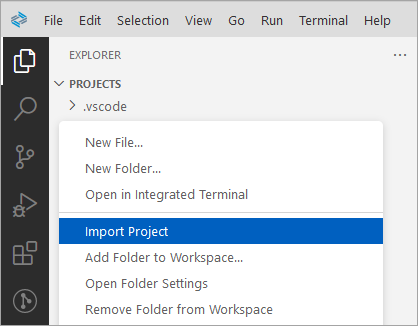 File Edit Selection View Go Run Terminal Help
EXPLORER
PROJECTS
.vscode
New File...
New Folder...
Open in Integrated Terminal
Import Project
Add Folder to Workspace...
Open Folder Settings
Remove Folder from Workspace